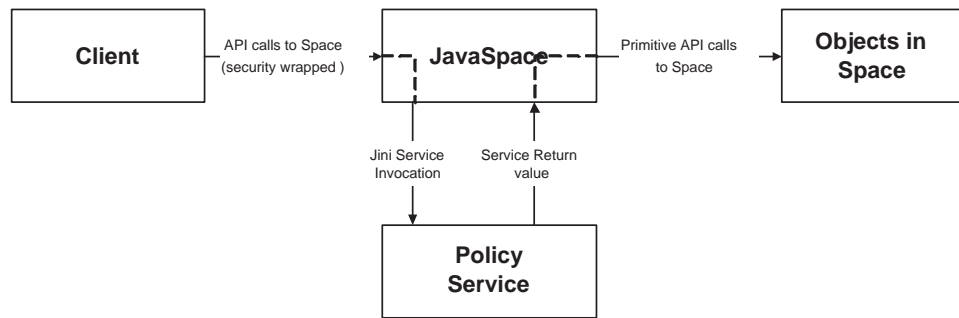 Client
API calls to Space
(security wrapped )
JavaSpace
Primitive API calls
to Space
Objects in
Space
Jini Service
Invocation
Service Return
value
Policy
Service